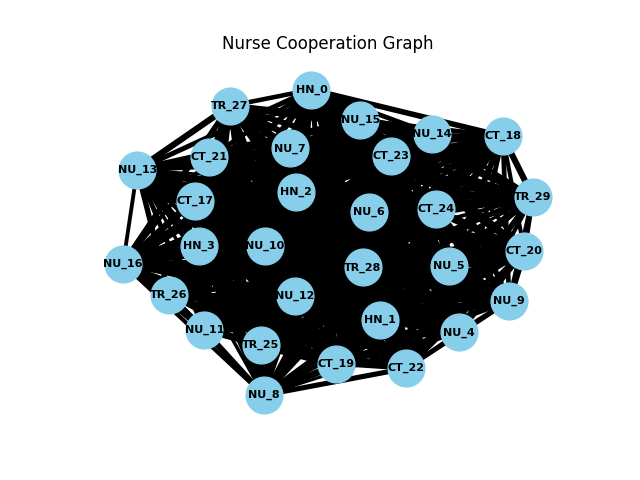 Nurse Cooperation Graph
HN_0
TR_27
NU_15
NU_14
CT_18
NU_7
CT_21
CT_23
NU_13
HN_2
TR_29
CT_17
NU_6
CT_24
HN_3
NU_10
CT_20
NU_16
TR_28
NU_5
TR_26
NU_12
NU_9
HN_1
NU_11
NU_4
TR_25
CT_19
CT_22
NU_8